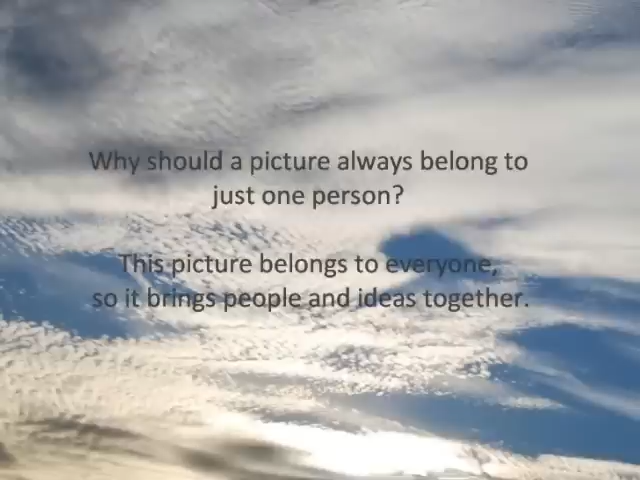 Why should a picture always belong to
just one person?
This picture belongs to everyone,
so it brings people and ideas together.